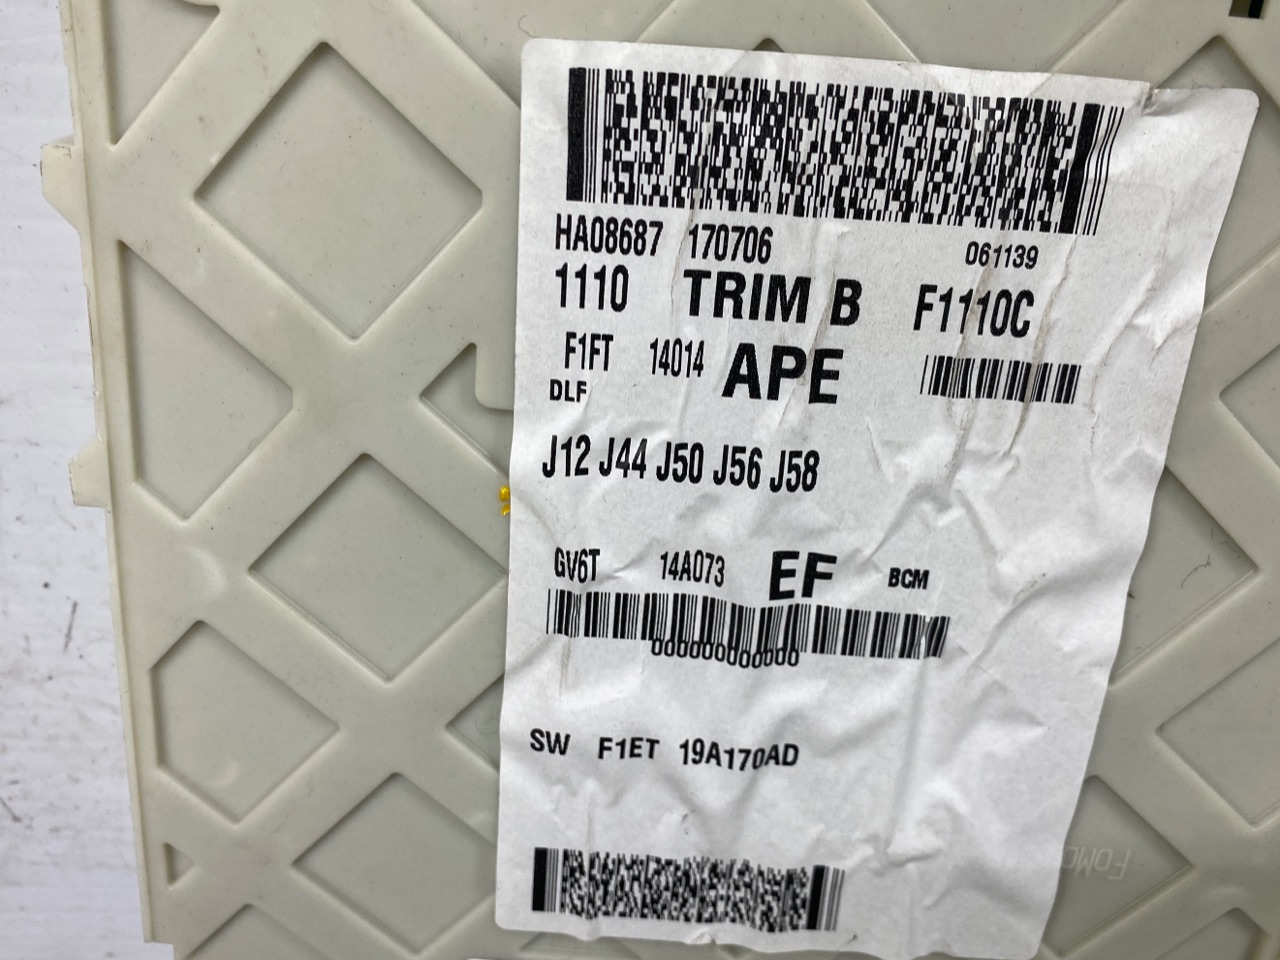 HA08687 170706 061139
1110 TRIM B F1110C
F1FT 14014 APE
DLF
J12 J44 J50 J56 J58
GV6T 14A073 EF BCM
000000000000
SW F1ET 19A170AD
FOMO